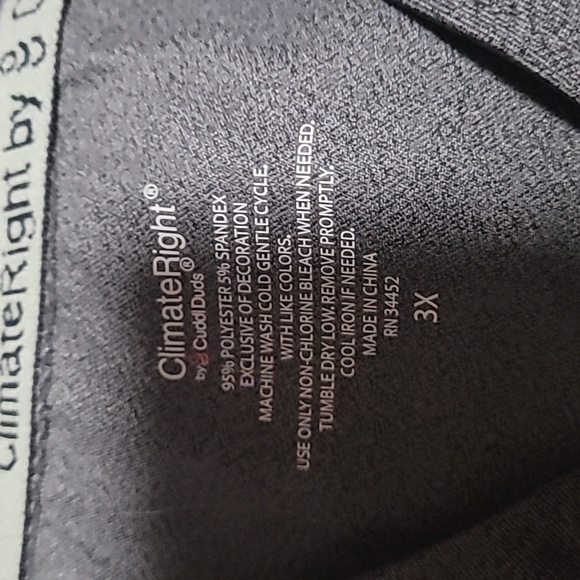 ClimateRight by
ClimateRight®
by Cuddl Duds®
95% POLYESTER 5% SPANDEX
EXCLUSIVE OF DECORATION
MACHINE WASH COLD GENTLE CYCLE.
WITH LIKE COLORS.
USE ONLY NON-CHLORINE BLEACH WHEN NEEDED.
TUMBLE DRY LOW. REMOVE PROMPTLY.
COOL IRON IF NEEDED.
MADE IN CHINA
RN 34452
3X